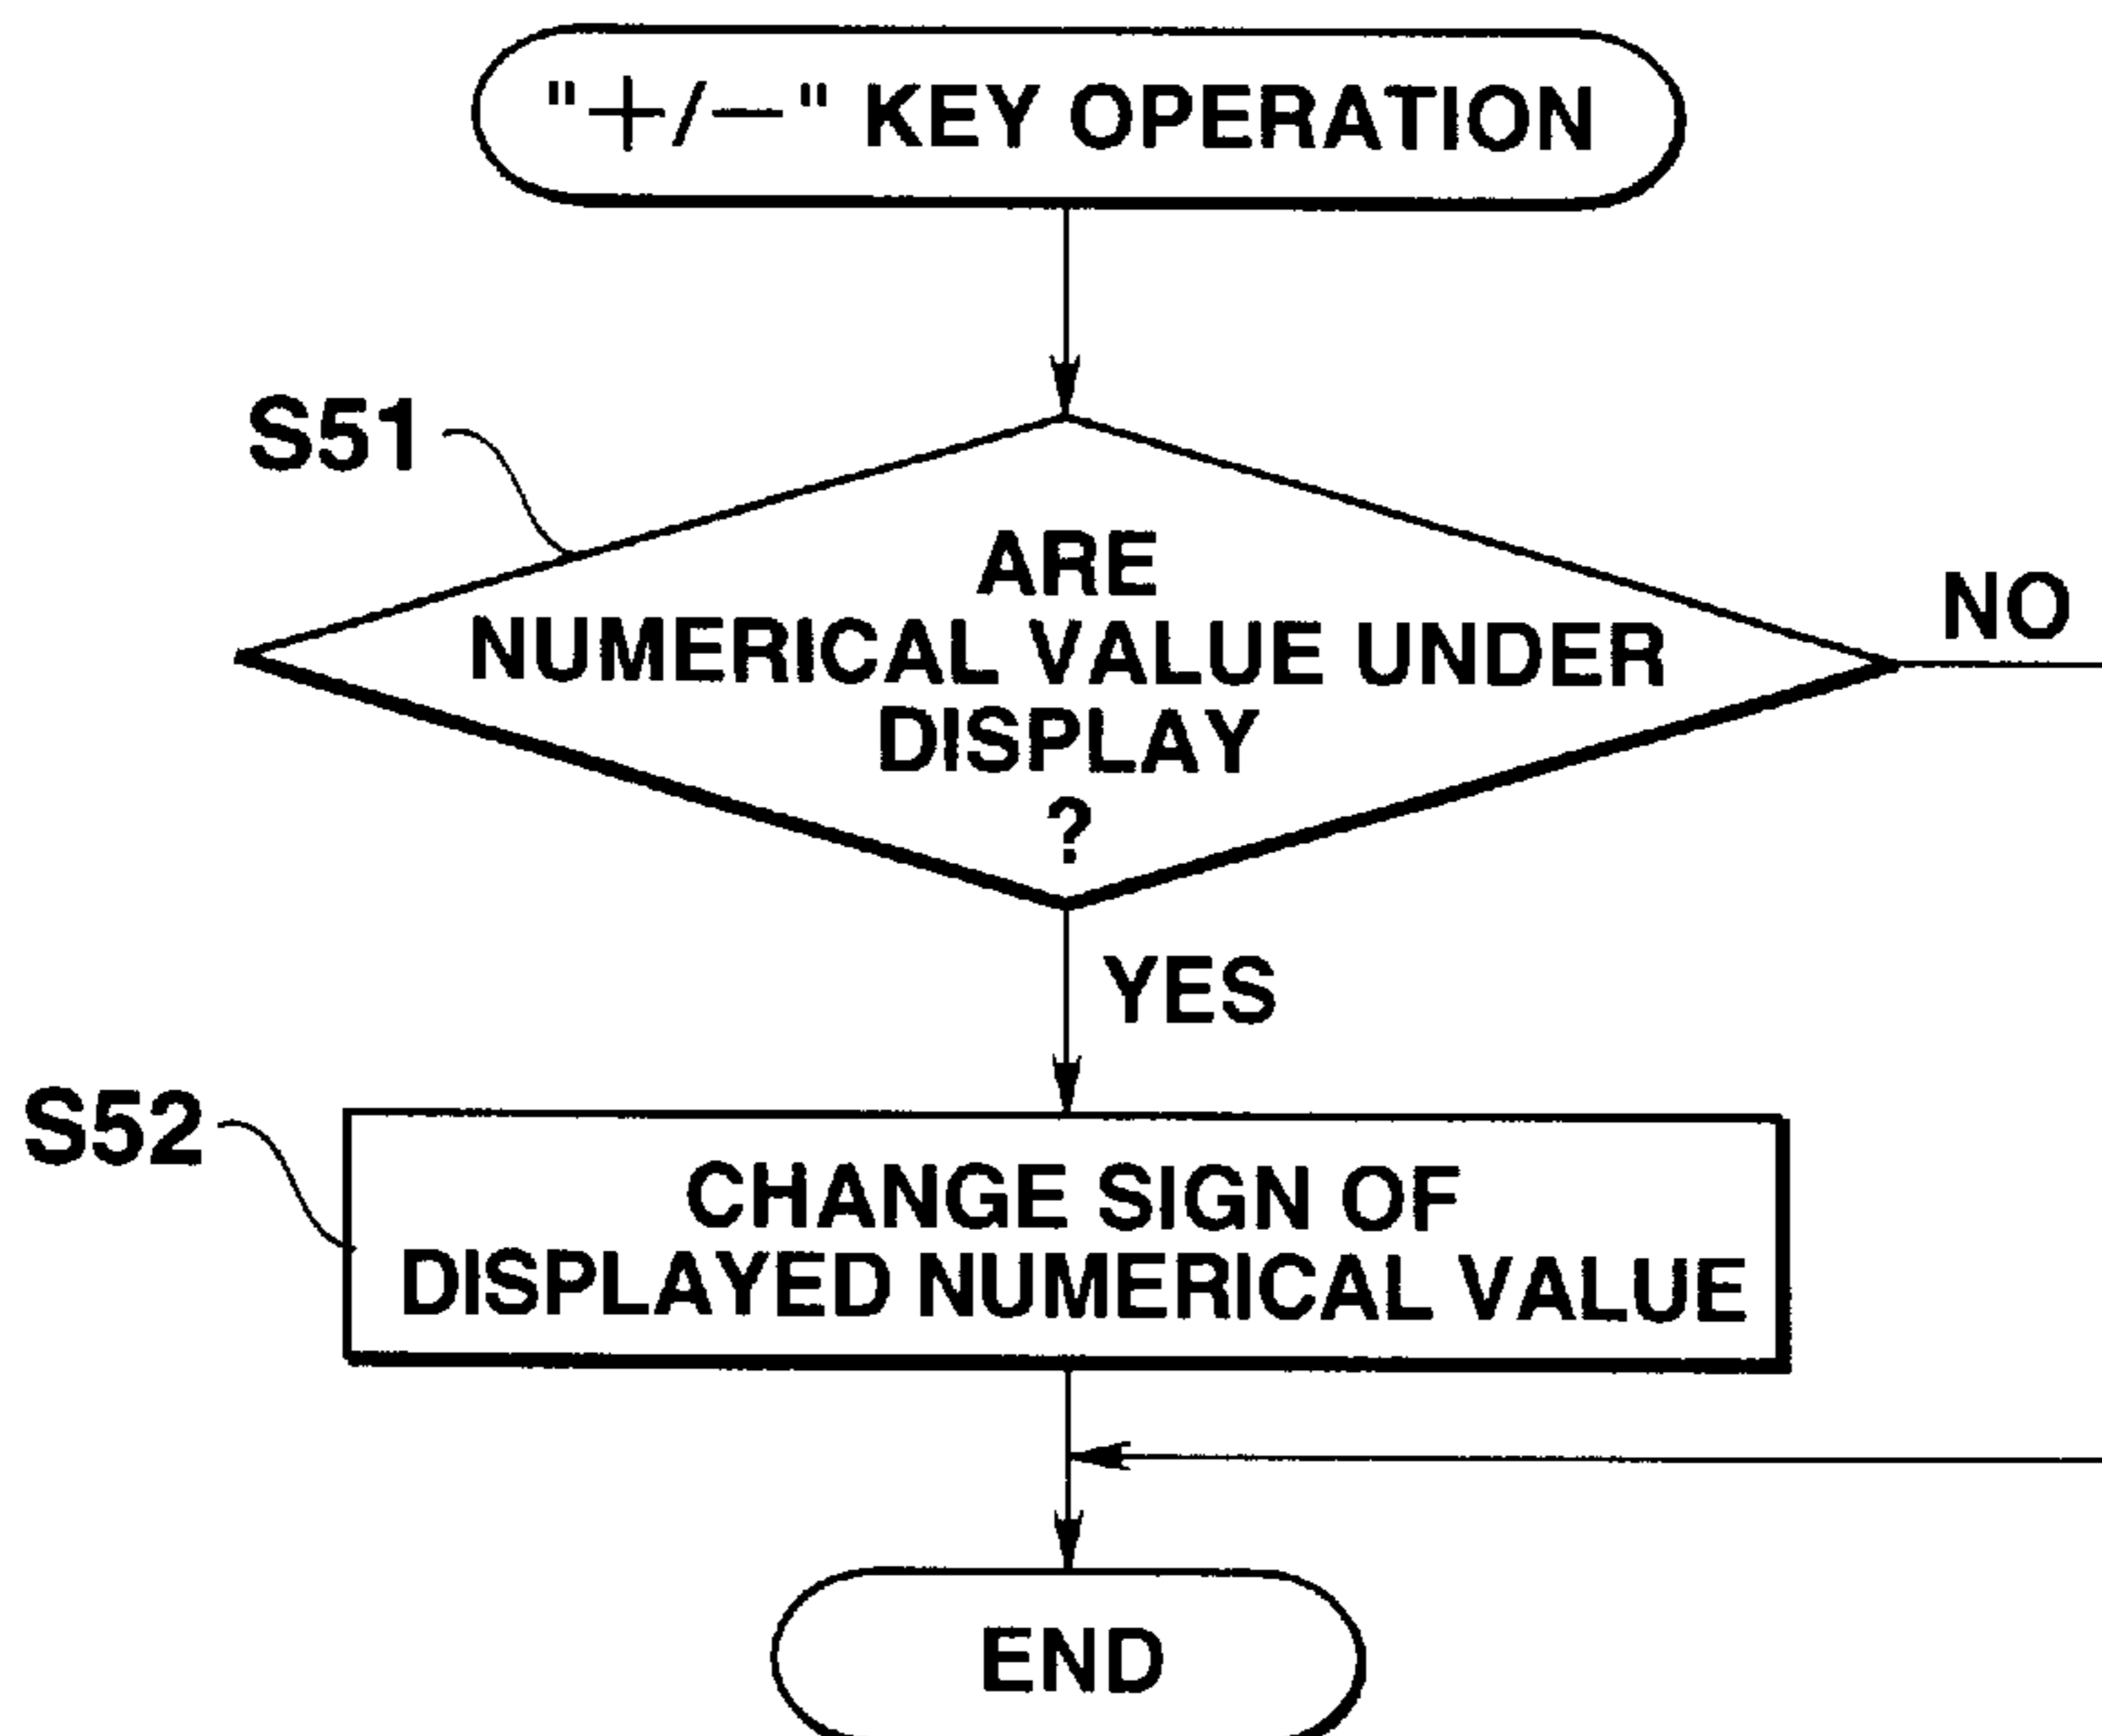 "+/−" KEY OPERATION
S51
ARE
NUMERICAL VALUE UNDER
DISPLAY
?
NO
YES
S52
CHANGE SIGN OF
DISPLAYED NUMERICAL VALUE
END